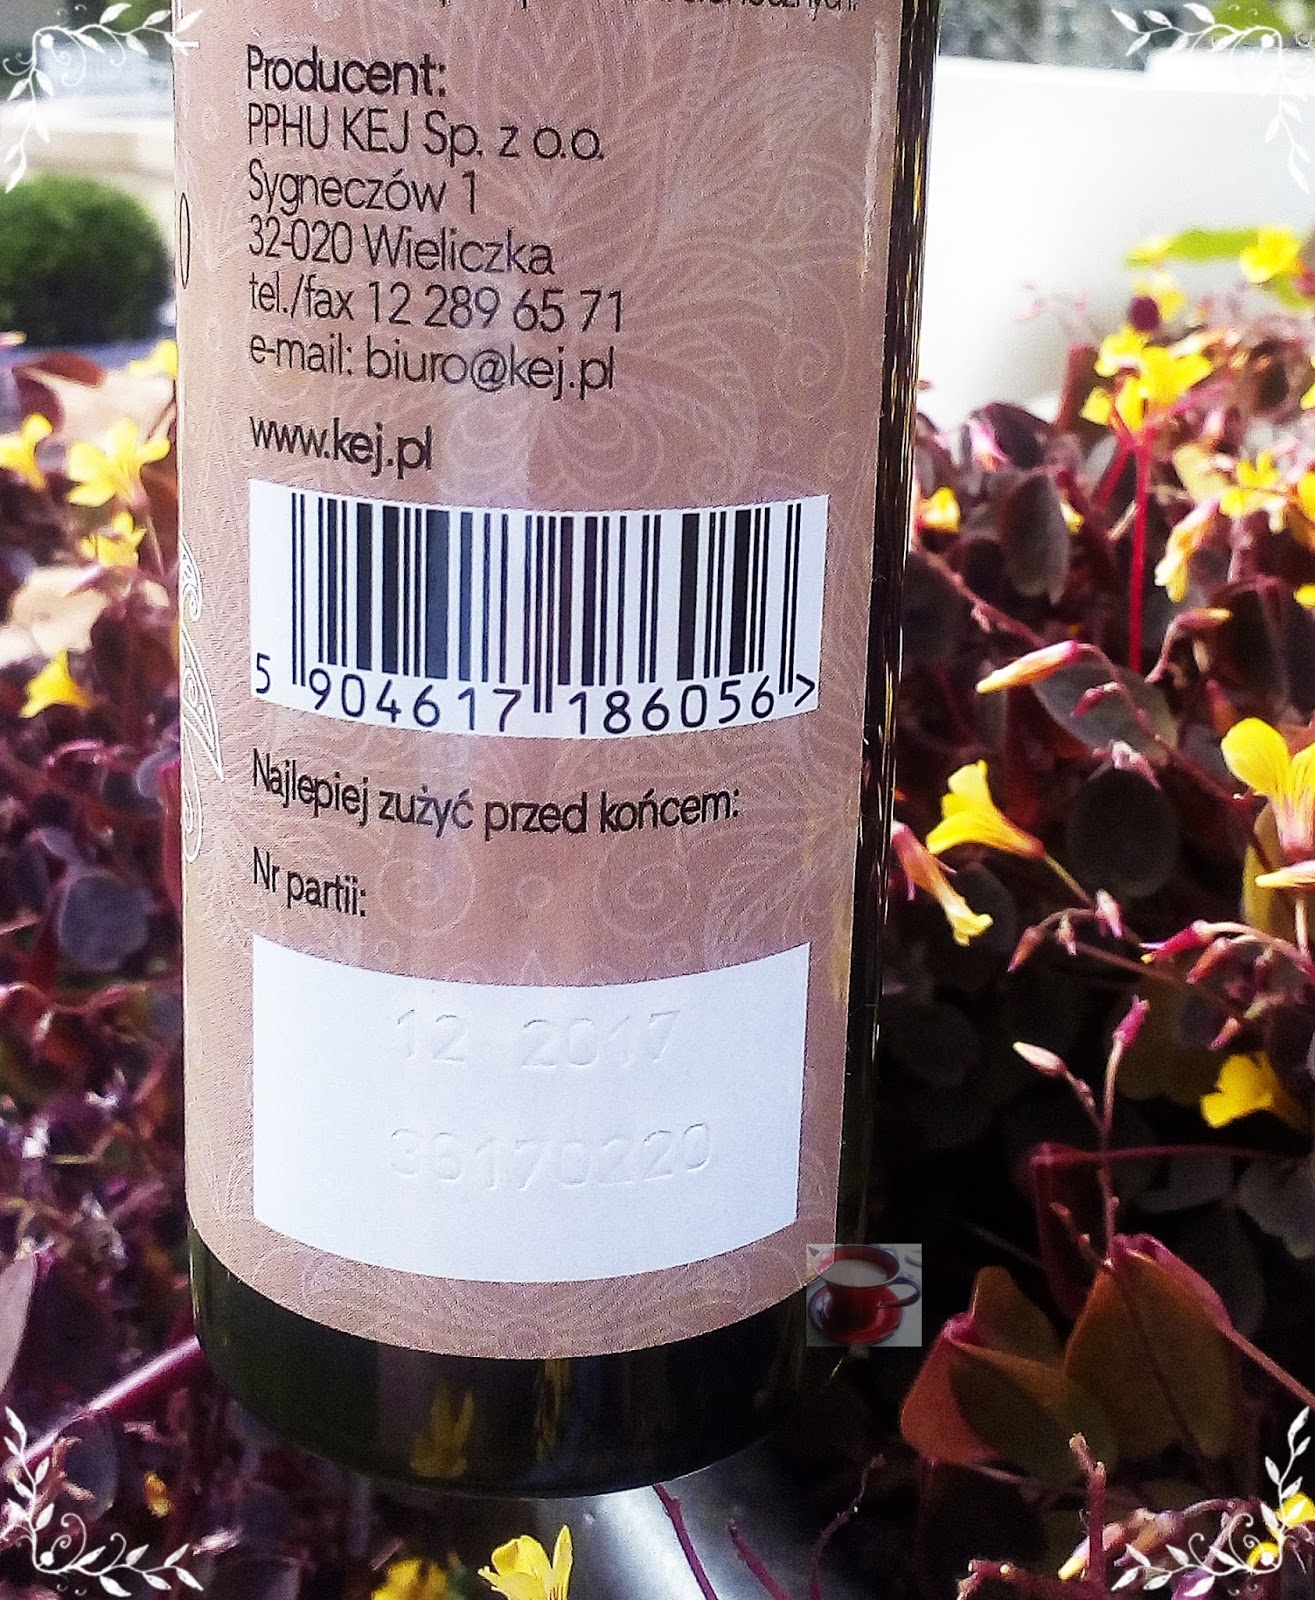 Producent:
PPHU KEJ Sp. z o.o.
Sygneczów 1
32-020 Wieliczka
tel./fax 12 289 65 71
e-mail: biuro@kej.pl
www.kej.pl
5 904617 186056 >
Najlepiej zużyć przed końcem:
Nr partii:
12 2017
36170220